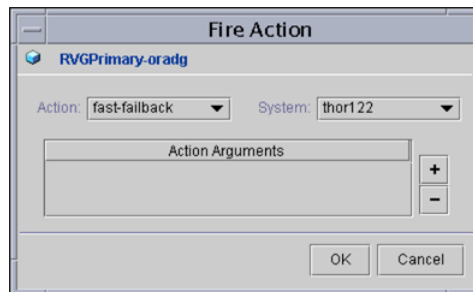 Fire Action
RVGPrimary-oradg
Action: fast-failback System: thor122
Action Arguments
+
-
OK Cancel